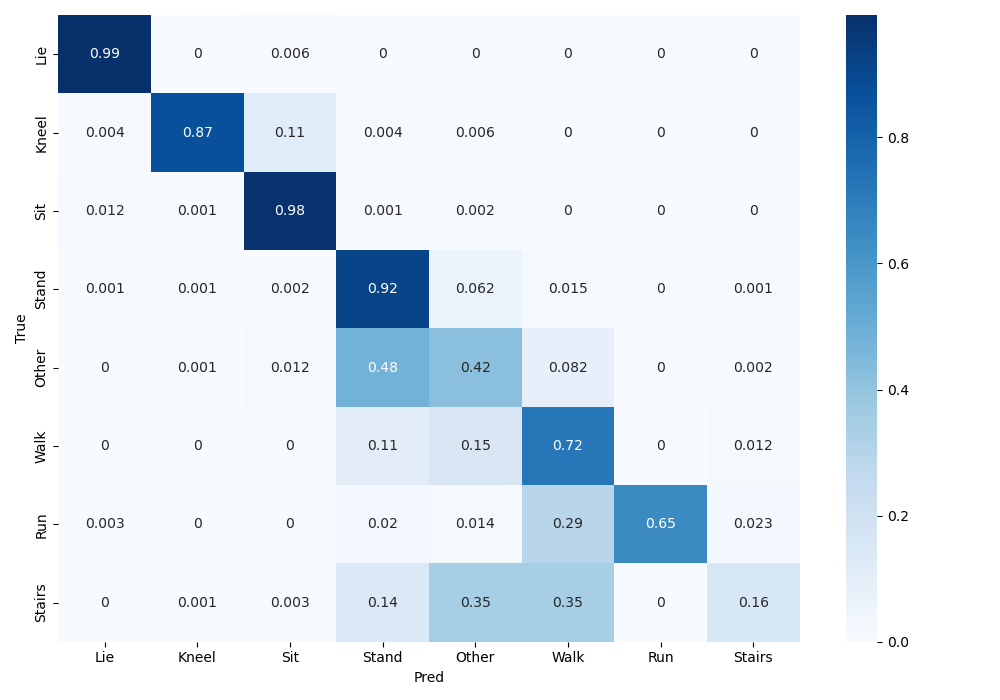 Lie 0.99 0 0.006 0 0 0 0 0
Kneel 0.004 0.87 0.11 0.004 0.006 0 0 0 0.8
Sit 0.012 0.001 0.98 0.001 0.002 0 0 0
0.6
Stand 0.001 0.001 0.002 0.92 0.062 0.015 0 0.001
True
Other 0 0.001 0.012 0.48 0.42 0.082 0 0.002
0.4
Walk 0 0 0 0.11 0.15 0.72 0 0.012
0.2
Run 0.003 0 0 0.02 0.014 0.29 0.65 0.023
Stairs 0 0.001 0.003 0.14 0.35 0.35 0 0.16
0.0
Lie Kneel Sit Stand Other Walk Run Stairs
Pred